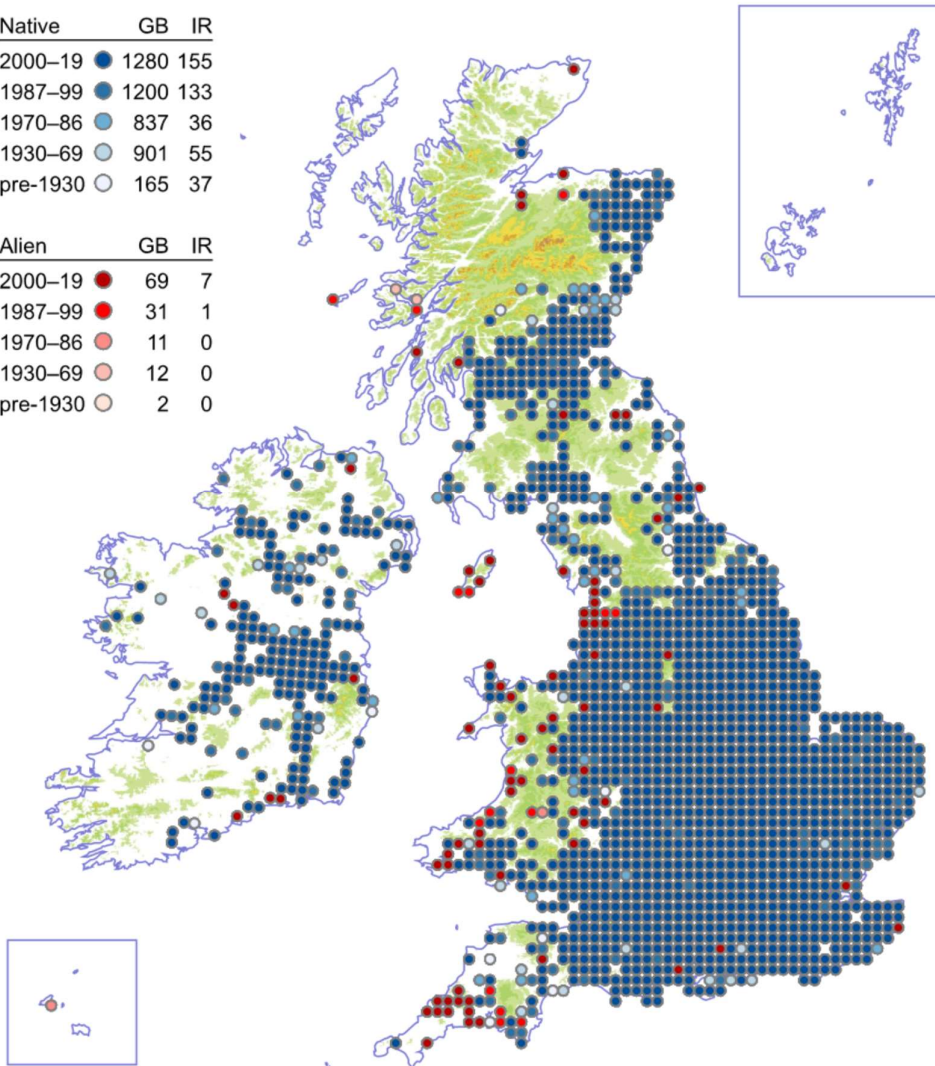 Native GB IR
2000–19 1280 155
1987–99 1200 133
1970–86 837 36
1930–69 901 55
pre-1930 165 37
Alien GB IR
2000–19 69 7
1987–99 31 1
1970–86 11 0
1930–69 12 0
pre-1930 2 0